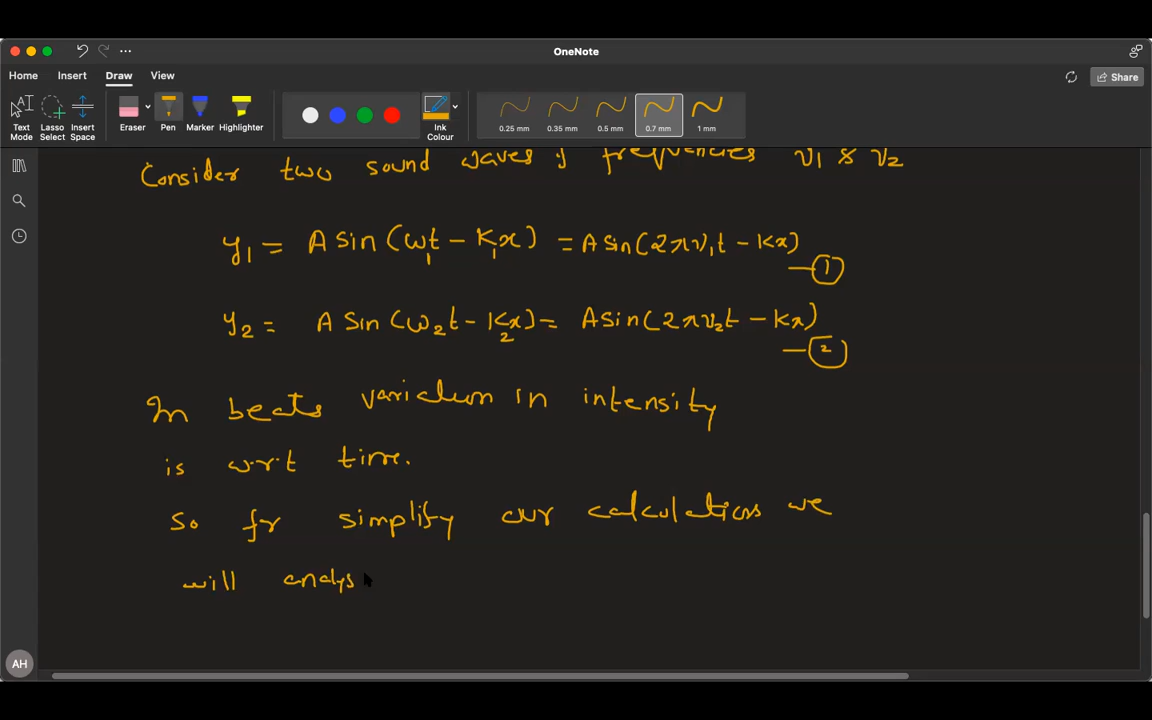 OneNote
Home Insert Draw View
Share
Text Mode Lasso Select Insert Space Eraser Pen Marker Highlighter Ink Colour 0.25 mm 0.35 mm 0.5 mm 0.7 mm 1 mm
Consider two sound waves of frequencies ν1 & ν2
y1 = A sin(ω1t - K1x) = A sin(2πν1t - Kx)
—①
y2 = A Sin(ω2t - K2x) = A sin(2πν2t - Kx)
—②
In beats variation in intensity
is w.r.t time.
So fr simplify our calculations we
will analys
AH